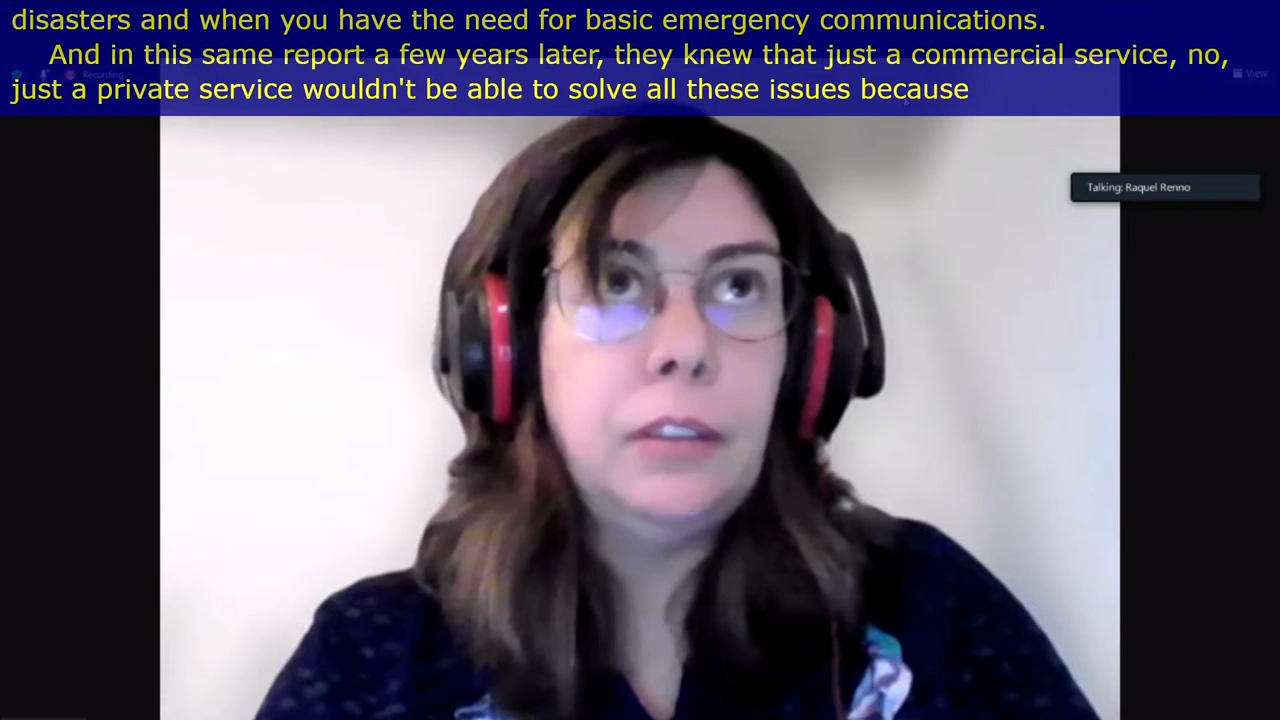 disasters and when you have the need for basic emergency communications.
And in this same report a few years later, they knew that just a commercial service, no,
just a private service wouldn't be able to solve all these issues because
Recording
View
Talking: Raquel Renno